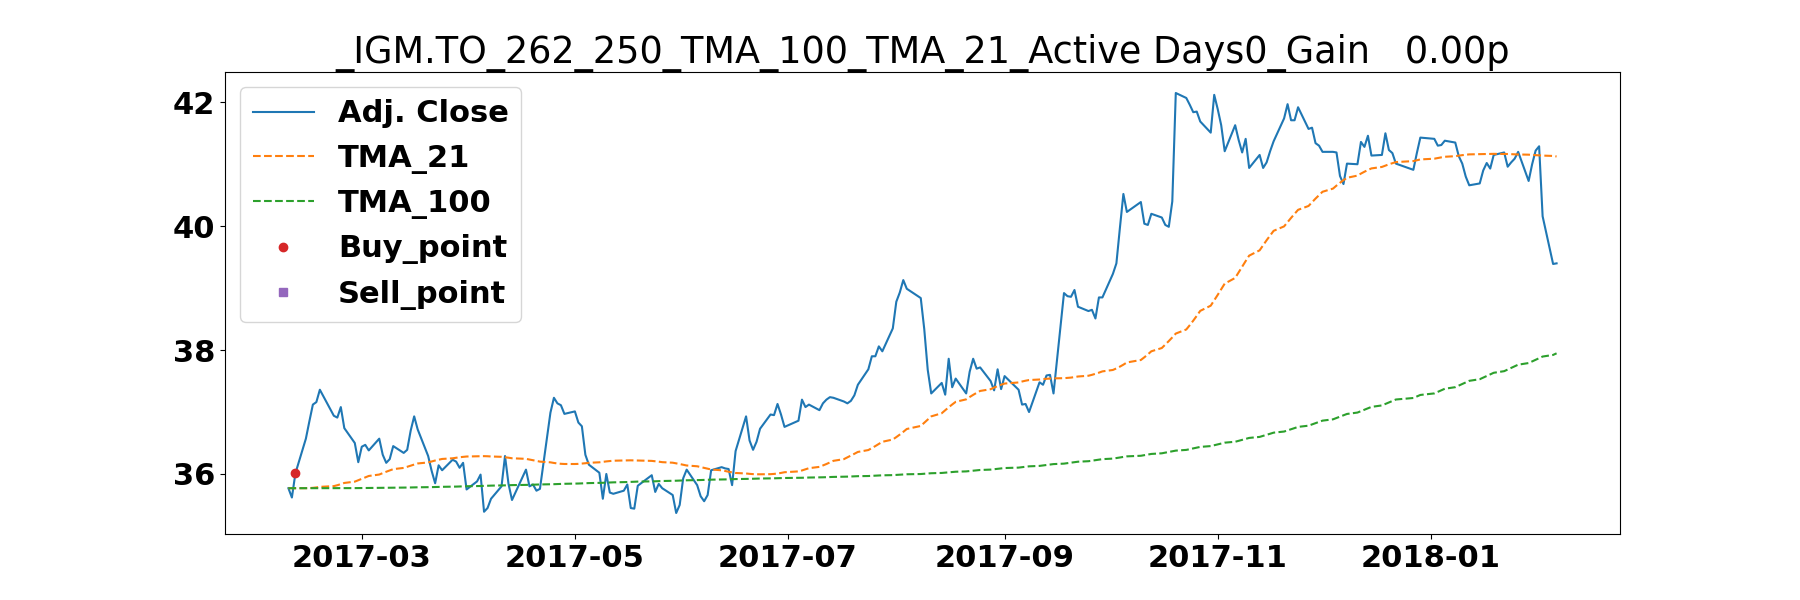 _IGM.TO_262_250_TMA_100_TMA_21_Active Days0_Gain   0.00p
42
40
38
36
Adj. Close
TMA_21
TMA_100
Buy_point
Sell_point
2017-03 2017-05 2017-07 2017-09 2017-11 2018-01